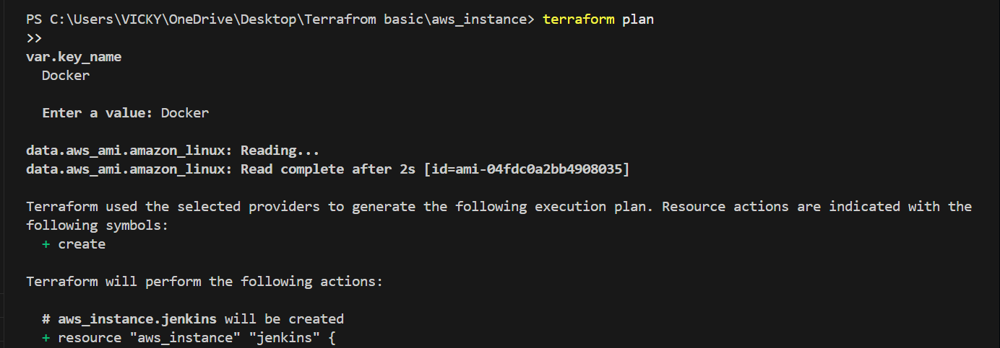 PS C:\Users\VICKY\OneDrive\Desktop\Terrafrom basic\aws_instance> terraform plan
>>
var.key_name
  Docker

  Enter a value: Docker

data.aws_ami.amazon_linux: Reading...
data.aws_ami.amazon_linux: Read complete after 2s [id=ami-04fdc0a2bb4908035]

Terraform used the selected providers to generate the following execution plan. Resource actions are indicated with the
following symbols:
  + create

Terraform will perform the following actions:

  # aws_instance.jenkins will be created
  + resource "aws_instance" "jenkins" {